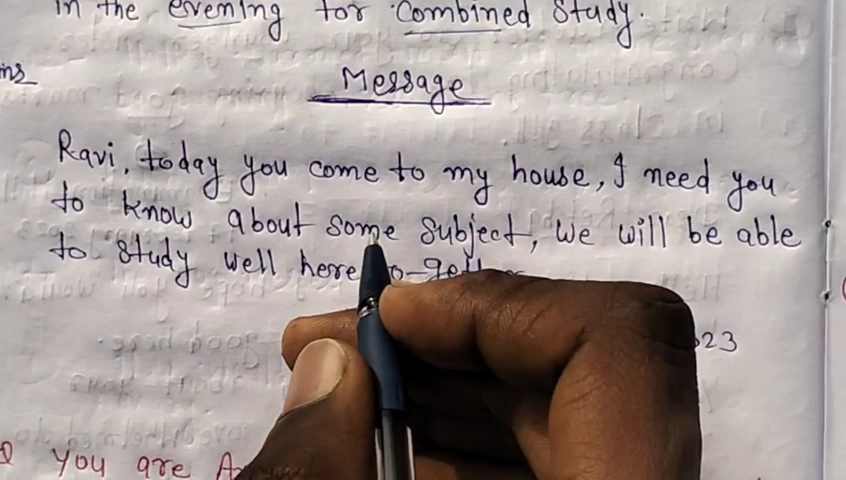 in the evening for combined study.
Message
Ravi, today you come to my house, I need you
to know about some subject, we will be able
to study well here
23
You are